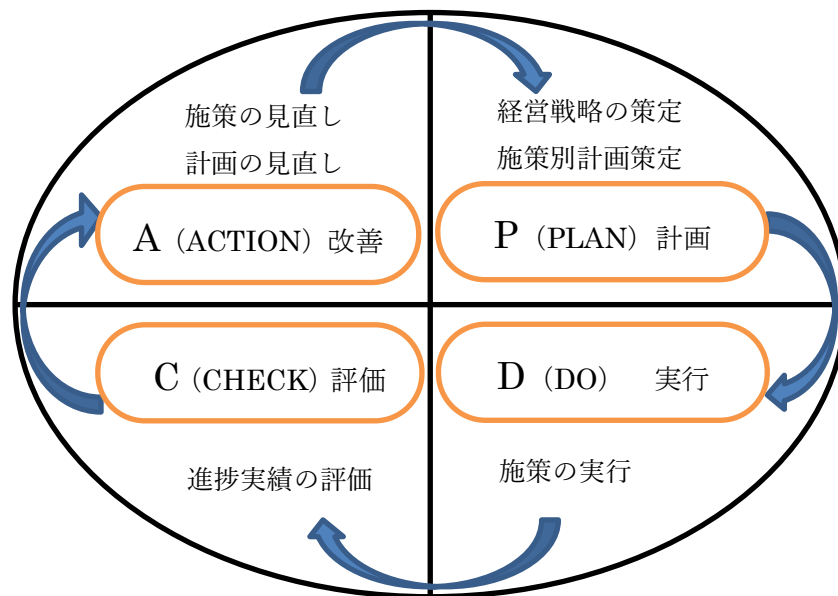 施策の見直し
計画の見直し
A（ACTION）改善
経営戦略の策定
施策別計画策定
P（PLAN）計画
C（CHECK）評価
進捗実績の評価
D（DO）　実行
施策の実行